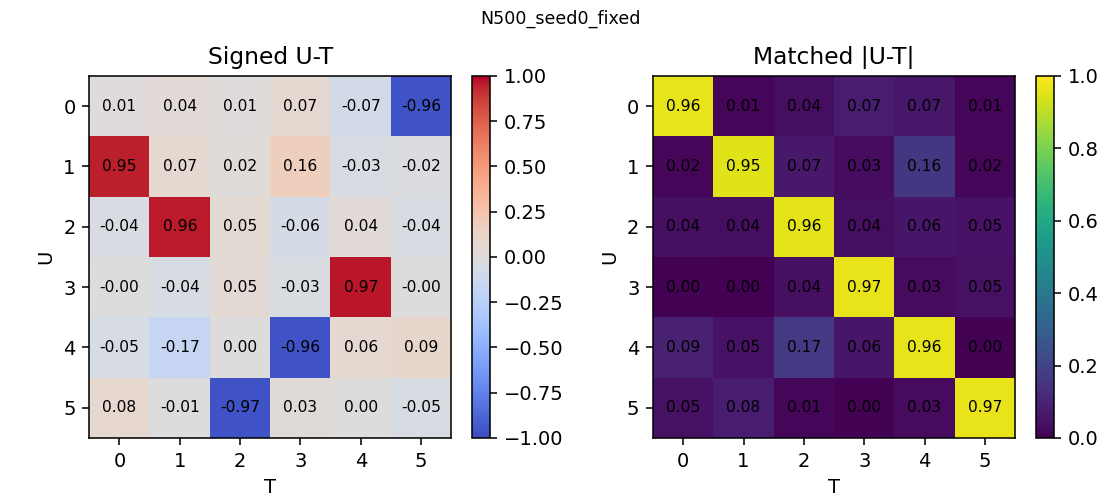 N500_seed0_fixed
Signed U-T
0 0.01 0.04 0.01 0.07 -0.07 -0.96
1 0.95 0.07 0.02 0.16 -0.03 -0.02
2 -0.04 0.96 0.05 -0.06 0.04 -0.04
3 -0.00 -0.04 0.05 -0.03 0.97 -0.00
4 -0.05 -0.17 0.00 -0.96 0.06 0.09
5 0.08 -0.01 -0.97 0.03 0.00 -0.05
0 1 2 3 4 5
U
T
1.00
0.75
0.50
0.25
0.00
−0.25
−0.50
−0.75
−1.00
Matched |U-T|
0 0.96 0.01 0.04 0.07 0.07 0.01
1 0.02 0.95 0.07 0.03 0.16 0.02
2 0.04 0.04 0.96 0.04 0.06 0.05
3 0.00 0.00 0.04 0.97 0.03 0.05
4 0.09 0.05 0.17 0.06 0.96 0.00
5 0.05 0.08 0.01 0.00 0.03 0.97
0 1 2 3 4 5
U
T
1.0
0.8
0.6
0.4
0.2
0.0